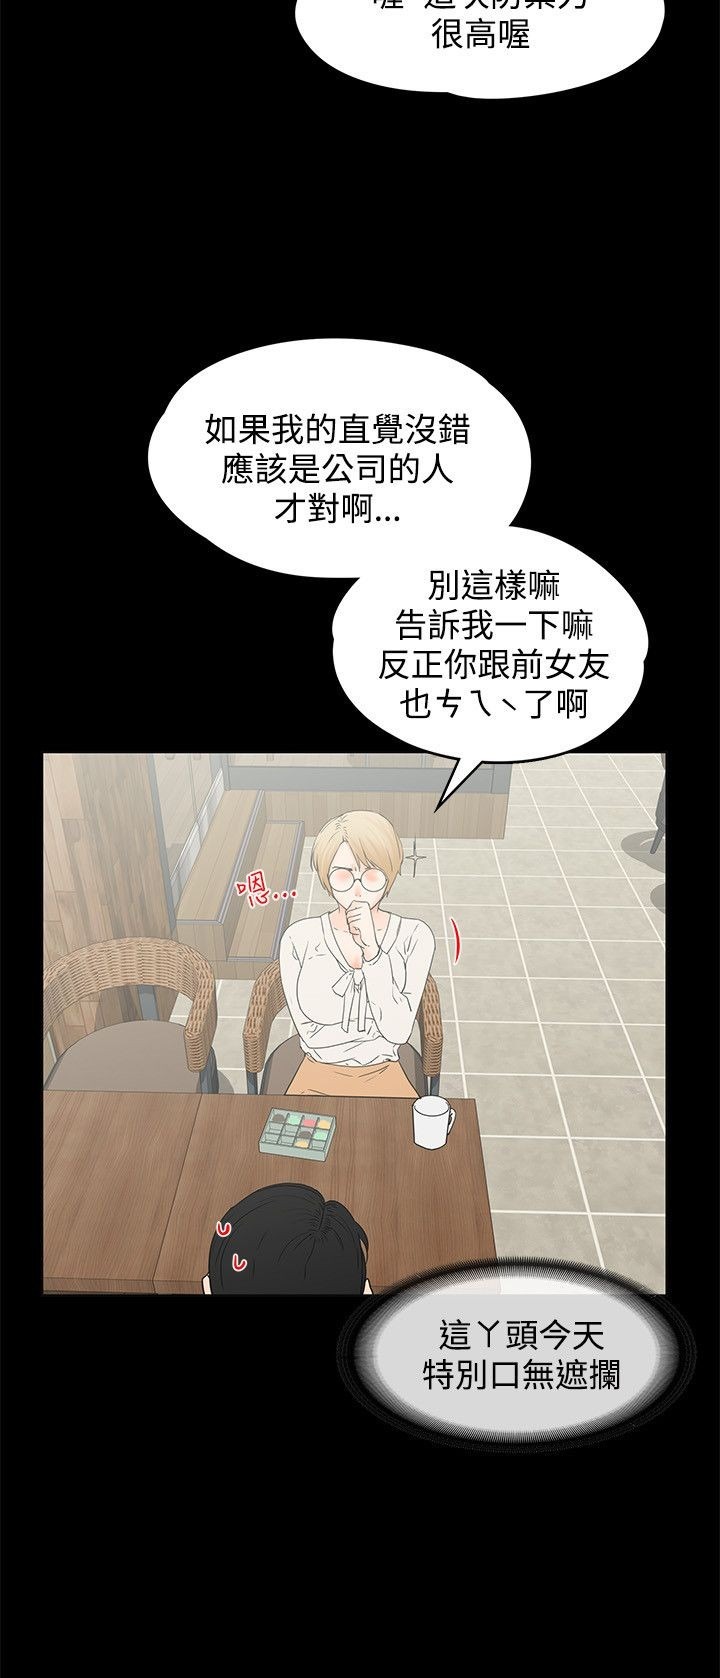 很高喔
如果我的直覺沒錯
應該是公司的人
才對啊...
別這樣嘛
告訴我一下嘛
反正你跟前女友
也ㄘㄟˋ了啊
嗯...
這ㄚ頭今天
特別口無遮攔